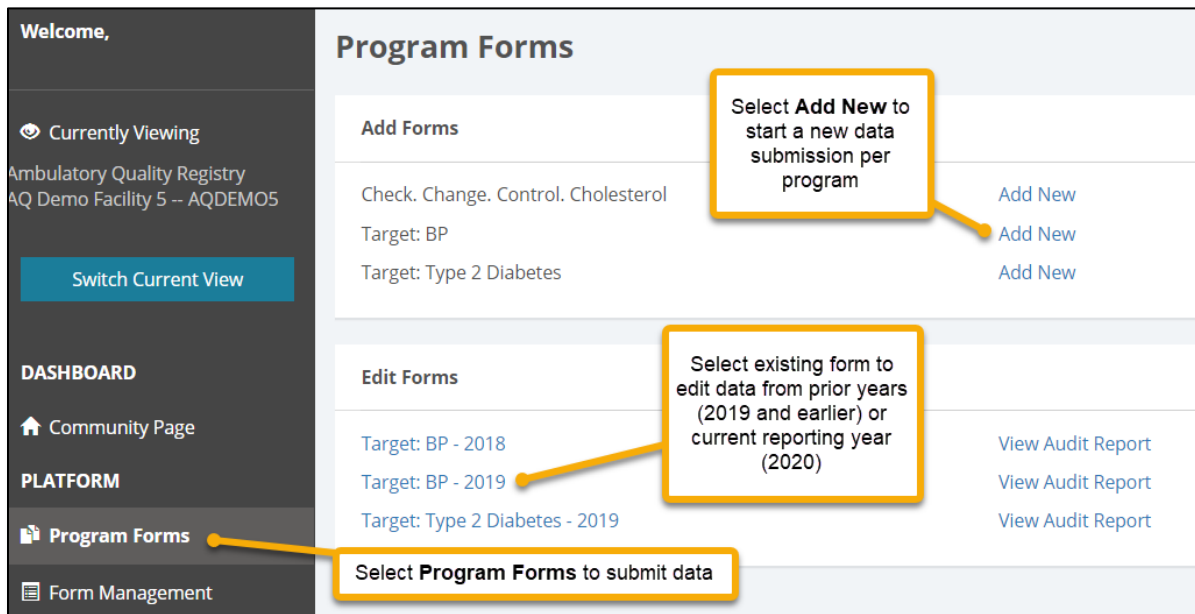 Welcome,
Currently Viewing
Ambulatory Quality Registry
AQ Demo Facility 5 -- AQDEMO5
Switch Current View
DASHBOARD
Community Page
PLATFORM
Program Forms
Form Management
Program Forms
Add Forms
Check. Change. Control. Cholesterol Add New
Target: BP Add New
Target: Type 2 Diabetes Add New
Select Add New to
start a new data
submission per
program
Edit Forms
Target: BP - 2018 View Audit Report
Target: BP - 2019 View Audit Report
Target: Type 2 Diabetes - 2019 View Audit Report
Select existing form to
edit data from prior years
(2019 and earlier) or
current reporting year
(2020)
Select Program Forms to submit data